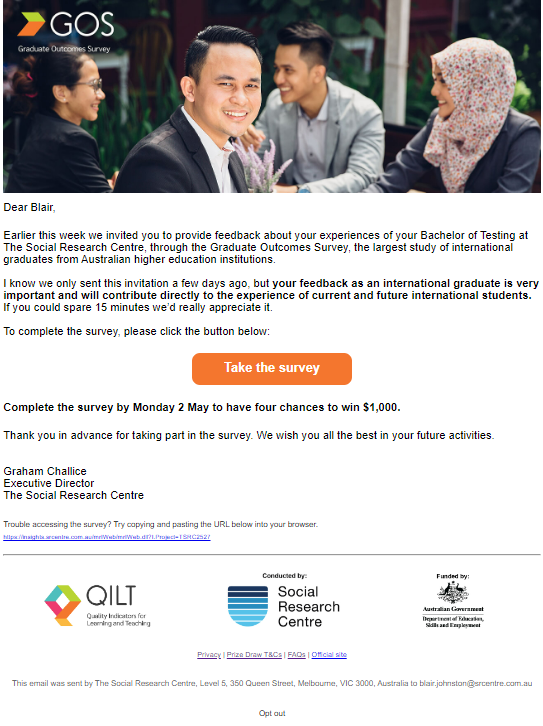 GOS
Graduate Outcomes Survey
Dear Blair,
Earlier this week we invited you to provide feedback about your experiences of your Bachelor of Testing at
The Social Research Centre, through the Graduate Outcomes Survey, the largest study of international
graduates from Australian higher education institutions.
I know we only sent this invitation a few days ago, but your feedback as an international graduate is very
important and will contribute directly to the experience of current and future international students.
If you could spare 15 minutes we'd really appreciate it.
To complete the survey, please click the button below:
Take the survey
Complete the survey by Monday 2 May to have four chances to win $1,000.
Thank you in advance for taking part in the survey. We wish you all the best in your future activities.
Graham Challice
Executive Director
The Social Research Centre
Trouble accessing the survey? Try copying and pasting the URL below into your browser.
Conducted by:
Funded by:
QILT
Quality Indicators for
Learning and Teaching
Social
Research
Centre
Australian Government
Department of Education,
Skills and Employment
Privacy | Prize Draw T&Cs | FAQs | Official site
This email was sent by The Social Research Centre, Level 5, 350 Queen Street, Melbourne, VIC 3000, Australia to blair.johnston@srcentre.com.au
Opt out